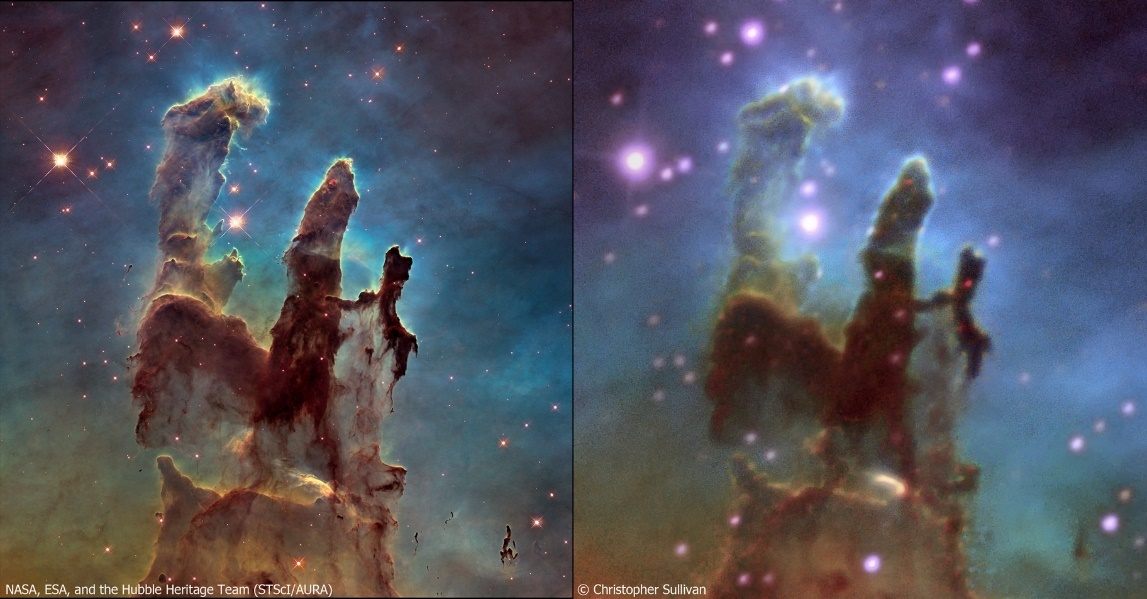 NASA, ESA, and the Hubble Heritage Team (STScI/AURA)
© Christopher Sullivan